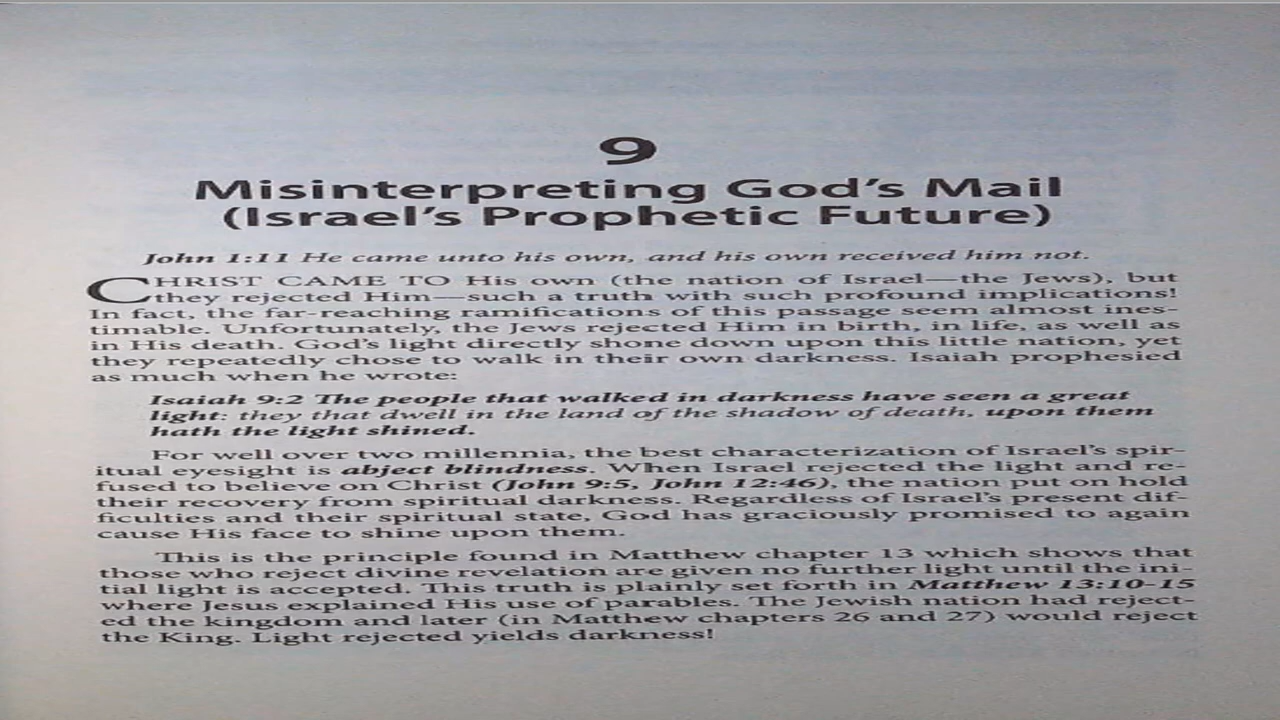 9
Misinterpreting God's Mail
(Israel's Prophetic Future)
John 1:11 He came unto his own, and his own received him not.
CHRIST CAME TO His own (the nation of Israel—the Jews), but
they rejected Him—such a truth with such profound implications!
In fact, the far-reaching ramifications of this passage seem almost ines-
timable. Unfortunately, the Jews rejected Him in birth, in life, as well as
in His death. God's light directly shone down upon this little nation, yet
they repeatedly chose to walk in their own darkness. Isaiah prophesied
as much when he wrote:
Isaiah 9:2 The people that walked in darkness have seen a great
light: they that dwell in the land of the shadow of death, upon them
hath the light shined.
For well over two millennia, the best characterization of Israel's spir-
itual eyesight is abject blindness. When Israel rejected the light and re-
fused to believe on Christ (John 9:5, John 12:46), the nation put on hold
their recovery from spiritual darkness. Regardless of Israel's present dif-
ficulties and their spiritual state, God has graciously promised to again
cause His face to shine upon them.
This is the principle found in Matthew chapter 13 which shows that
those who reject divine revelation are given no further light until the ini-
tial light is accepted. This truth is plainly set forth in Matthew 13:10-15
where Jesus explained His use of parables. The Jewish nation had reject-
ed the kingdom and later (in Matthew chapters 26 and 27) would reject
the King. Light rejected yields darkness!